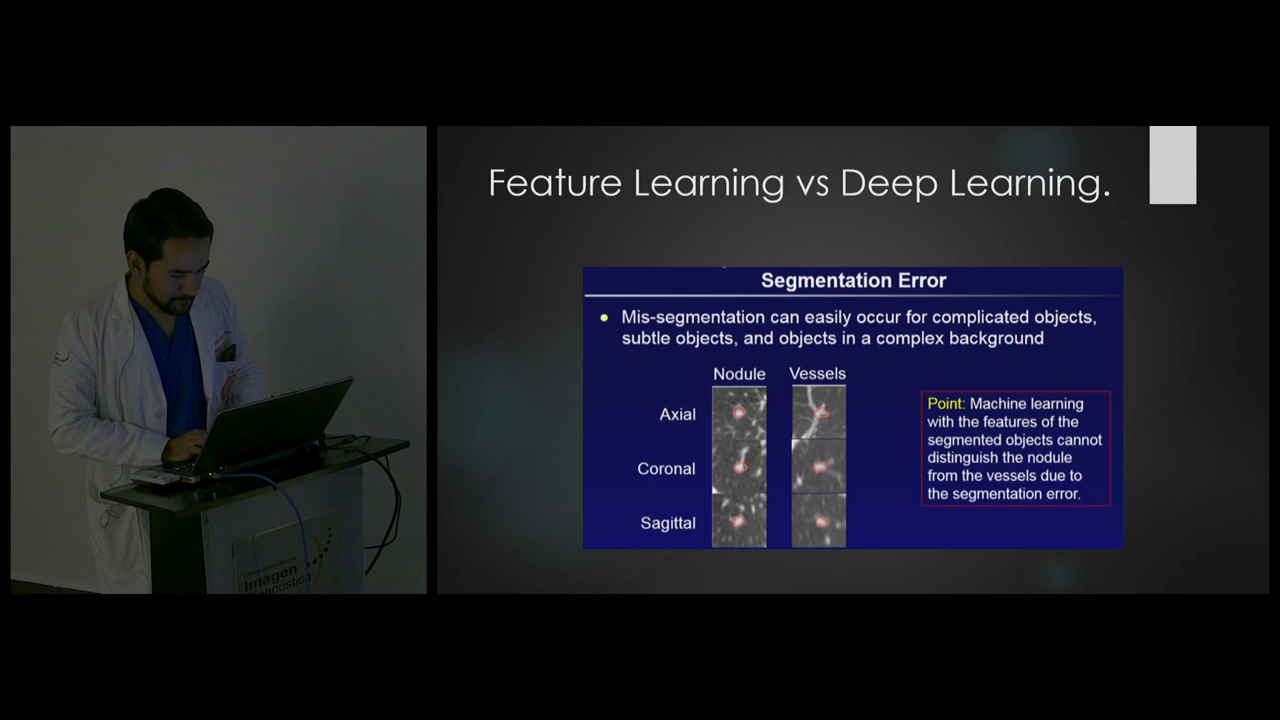 Feature Learning vs Deep Learning.
Segmentation Error
Mis-segmentation can easily occur for complicated objects,
subtle objects, and objects in a complex background
Nodule Vessels
Axial
Coronal
Sagittal
Point: Machine learning
with the features of the
segmented objects cannot
distinguish the nodule
from the vessels due to
the segmentation error.
Imagen